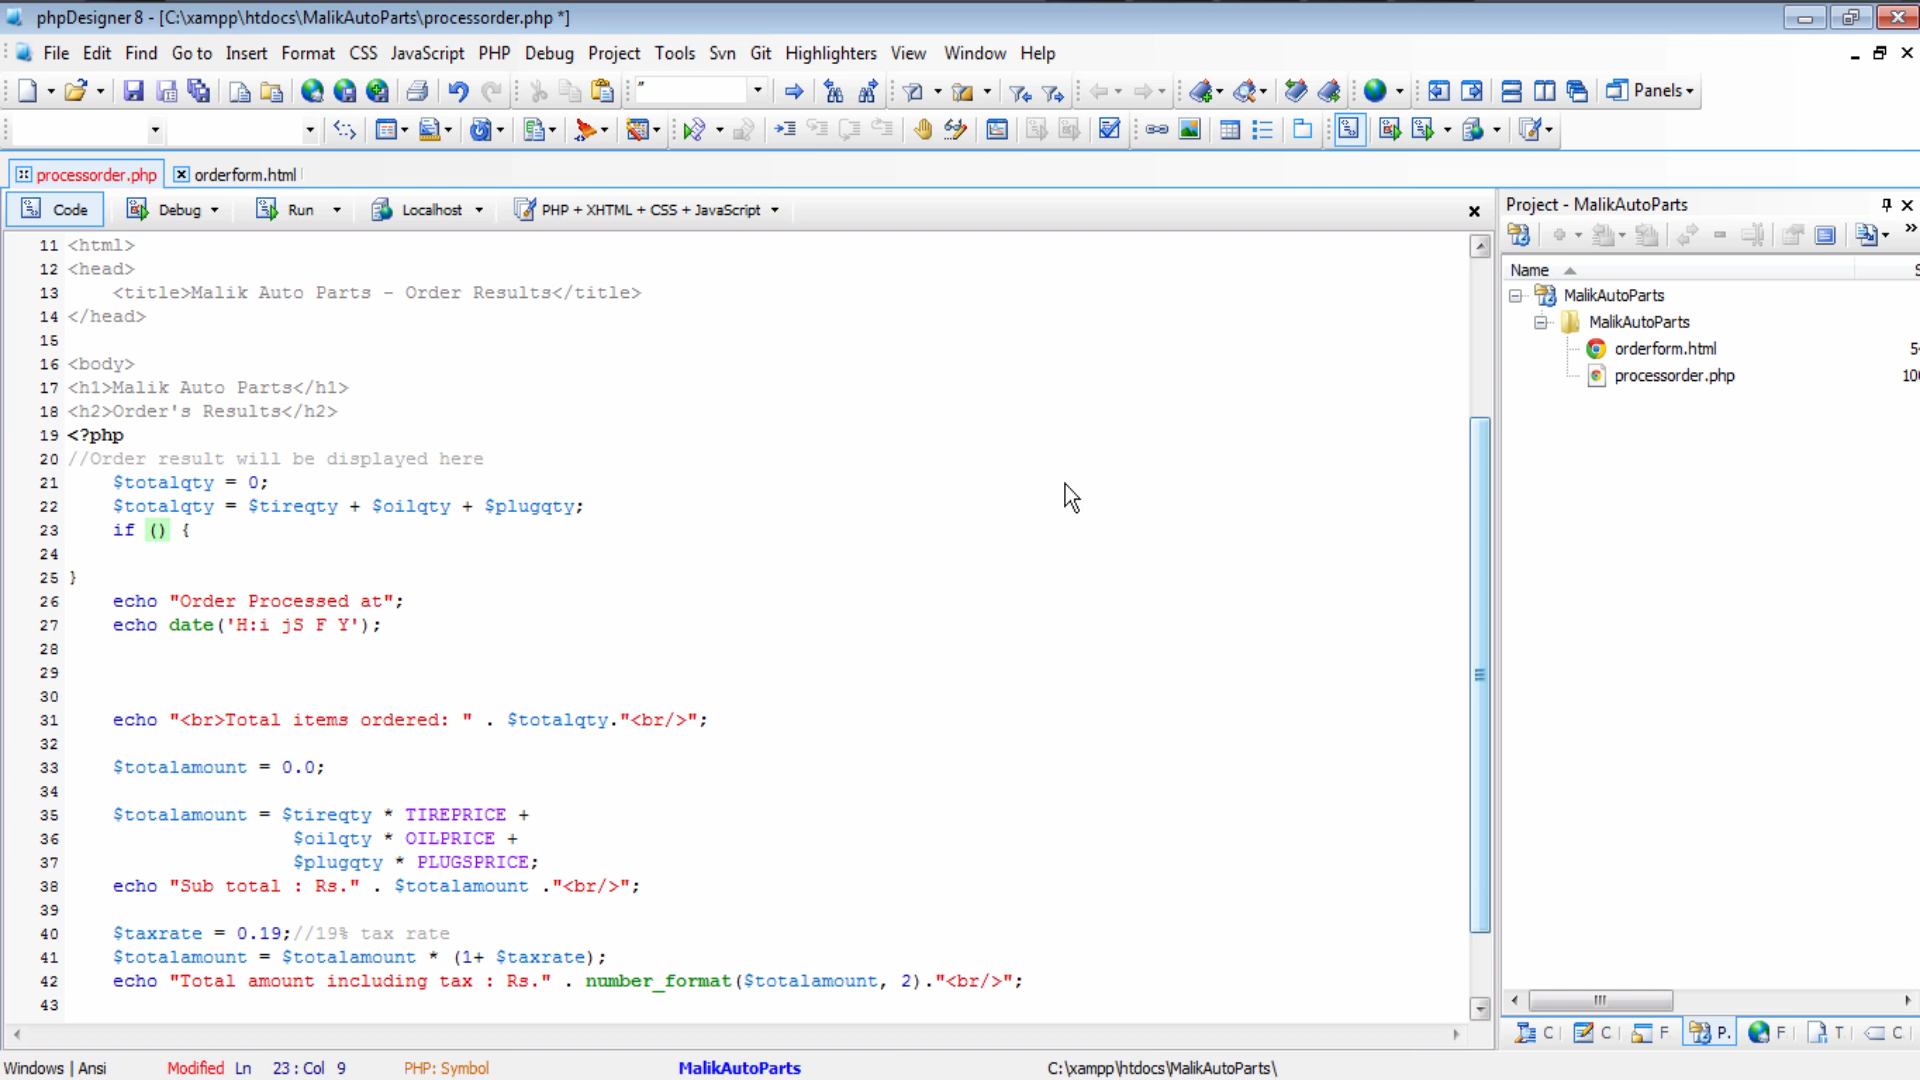 phpDesigner 8 - [C:\xampp\htdocs\MalikAutoParts\processorder.php *]
File Edit Find Go to Insert Format CSS JavaScript PHP Debug Project Tools Svn Git Highlighters View Window Help
" Panels
processorder.php orderform.html
Code Debug Run Localhost PHP + XHTML + CSS + JavaScript
11 <html>
12 <head>
13 <title>Malik Auto Parts - Order Results</title>
14 </head>
15
16 <body>
17 <h1>Malik Auto Parts</h1>
18 <h2>Order's Results</h2>
19 <?php
20 //Order result will be displayed here
21 $totalqty = 0;
22 $totalqty = $tireqty + $oilqty + $plugqty;
23 if () {
24
25 }
26 echo "Order Processed at";
27 echo date('H:i jS F Y');
28
29
30
31 echo "<br>Total items ordered: " . $totalqty."<br/>";
32
33 $totalamount = 0.0;
34
35 $totalamount = $tireqty * TIREPRICE +
36 $oilqty * OILPRICE +
37 $plugqty * PLUGSPRICE;
38 echo "Sub total : Rs." . $totalamount ."<br/>";
39
40 $taxrate = 0.19;//19% tax rate
41 $totalamount = $totalamount * (1+ $taxrate);
42 echo "Total amount including tax : Rs." . number_format($totalamount, 2)."<br/>";
43
Project - MalikAutoParts
Name S
MalikAutoParts
MalikAutoParts
orderform.html 5
processorder.php 10
C C F P. F T C
Windows | Ansi Modified Ln 23 : Col 9 PHP: Symbol MalikAutoParts C:\xampp\htdocs\MalikAutoParts\